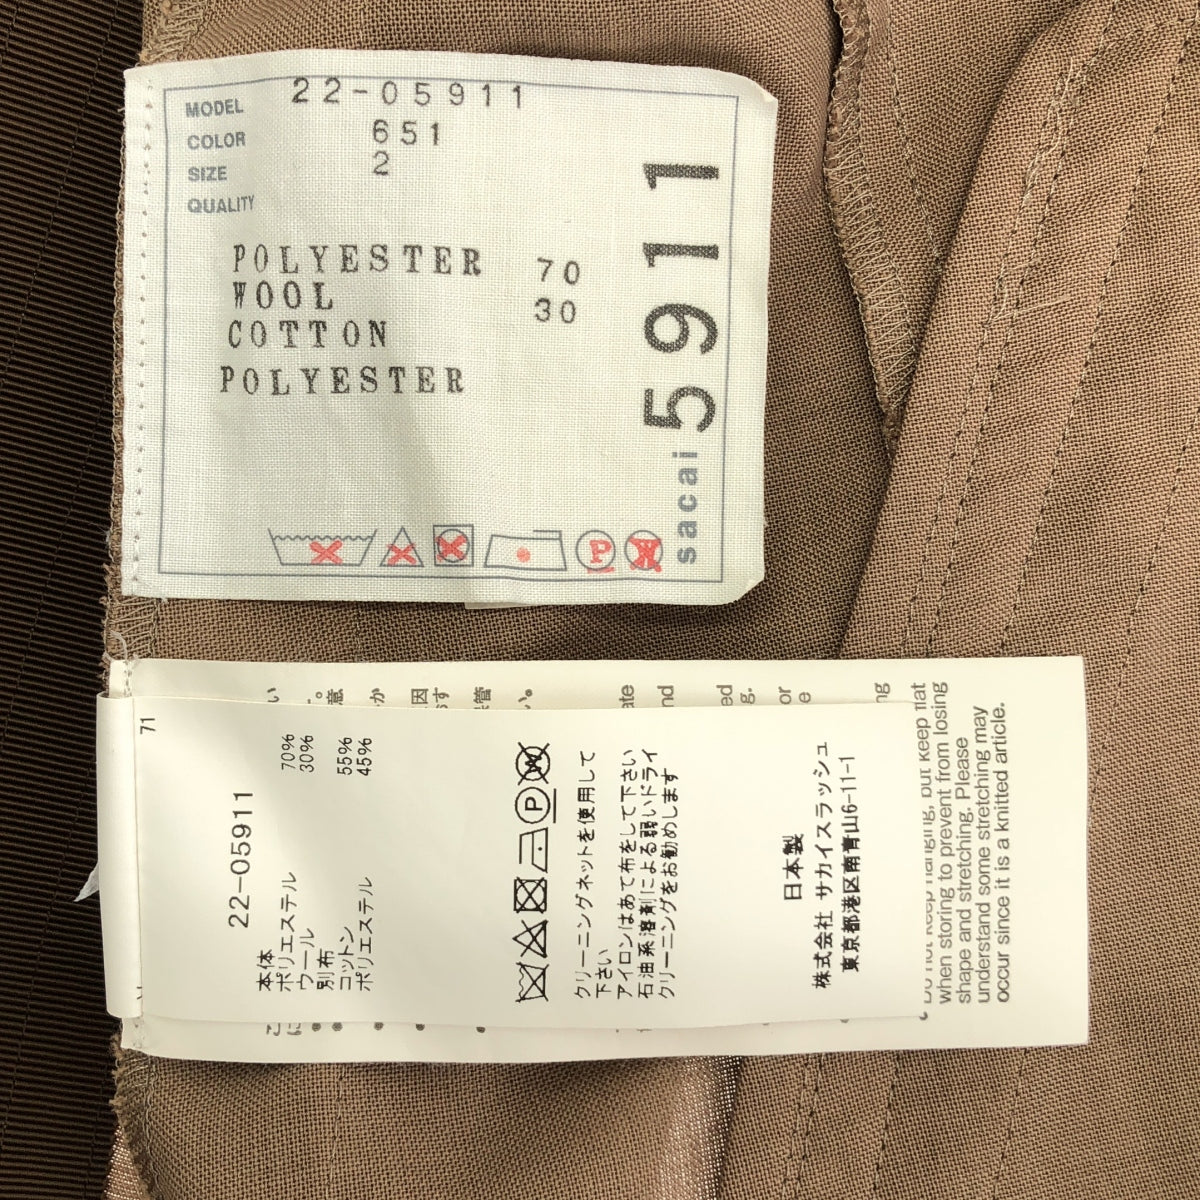 MODEL 22-05911
COLOR 651
SIZE 2
QUALITY
POLYESTER 70
WOOL 30
COTTON
POLYESTER
P
W
sacai 5911
71
22-05911
本体
ポリエステル 70%
ウール 30%
別布
コットン 55%
ポリエステル 45%
P
W
クリーニングネットを使用して
下さい
アイロンはあて布をして下さい
石油系溶剤による弱いドライ
クリーニングをお勧めします
日本製
株式会社 サカイスラッシュ
東京都港区南青山6-11-1
Do not keep hanging, but keep flat
when storing to prevent from losing
shape and stretching. Please
understand some stretching may
occur since it is a knitted article.